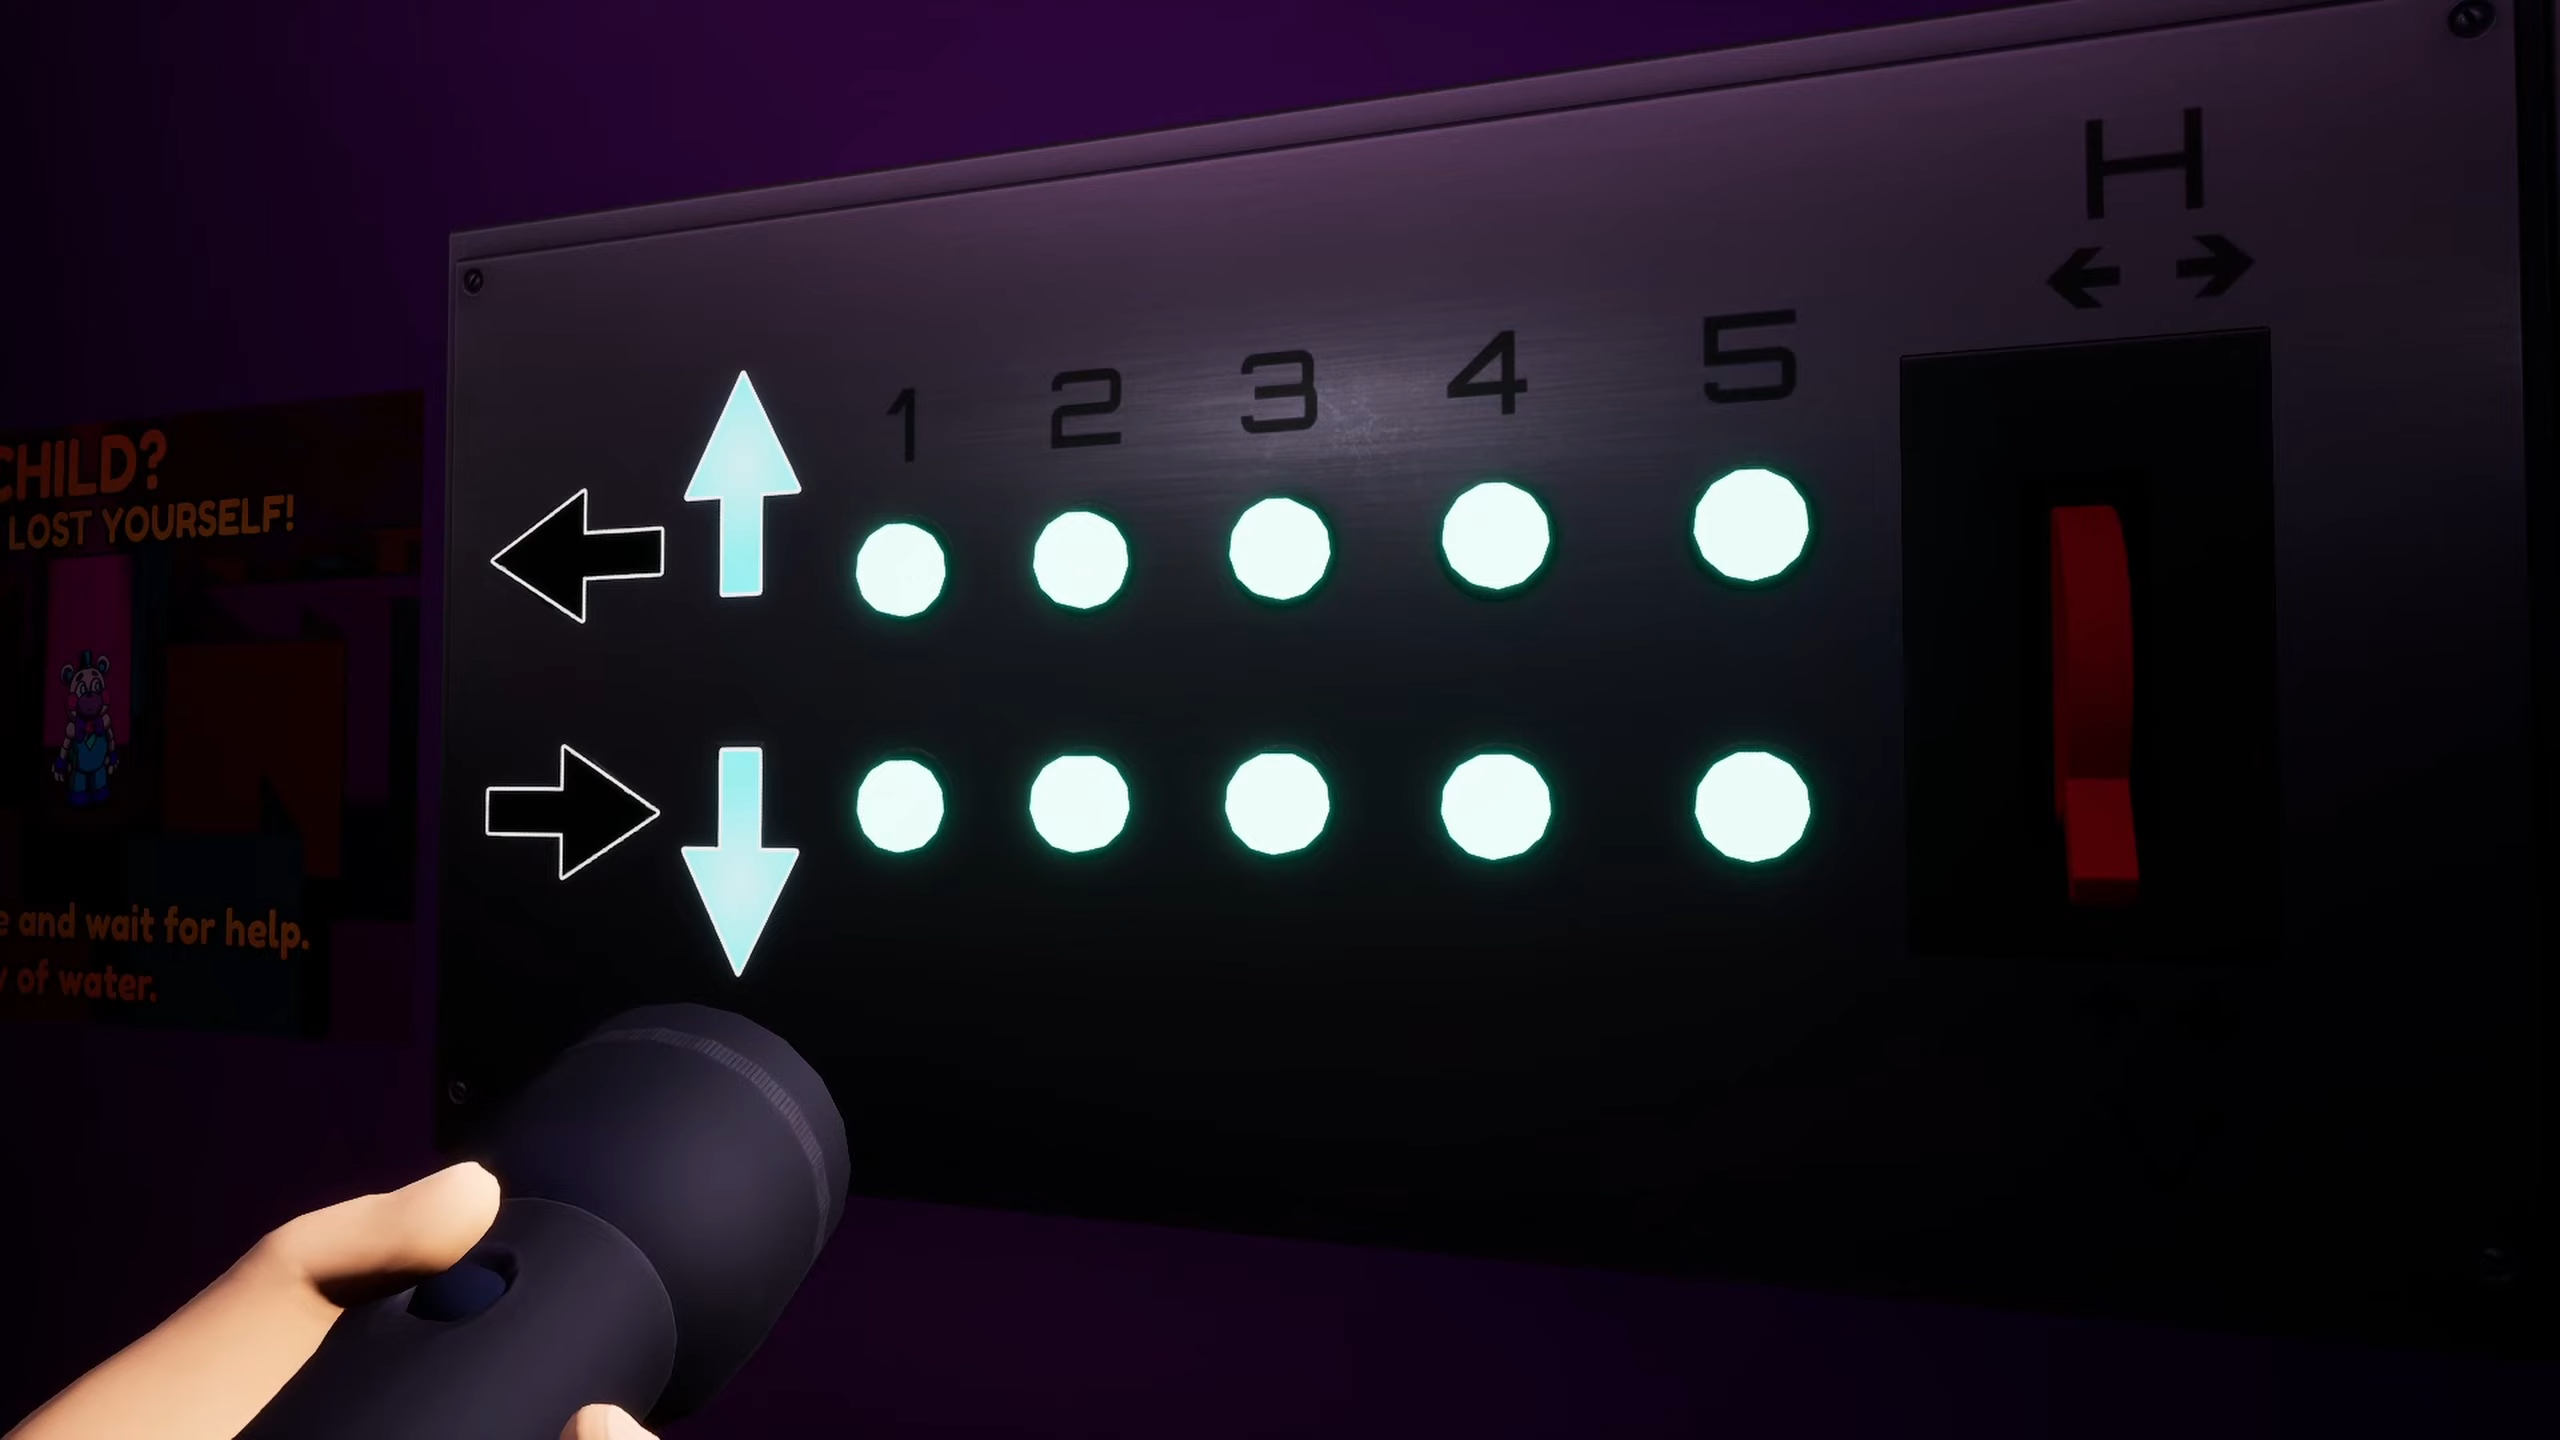 CHILD?
LOST YOURSELF!
and wait for help.
of water.
1 2 3 4 5
H